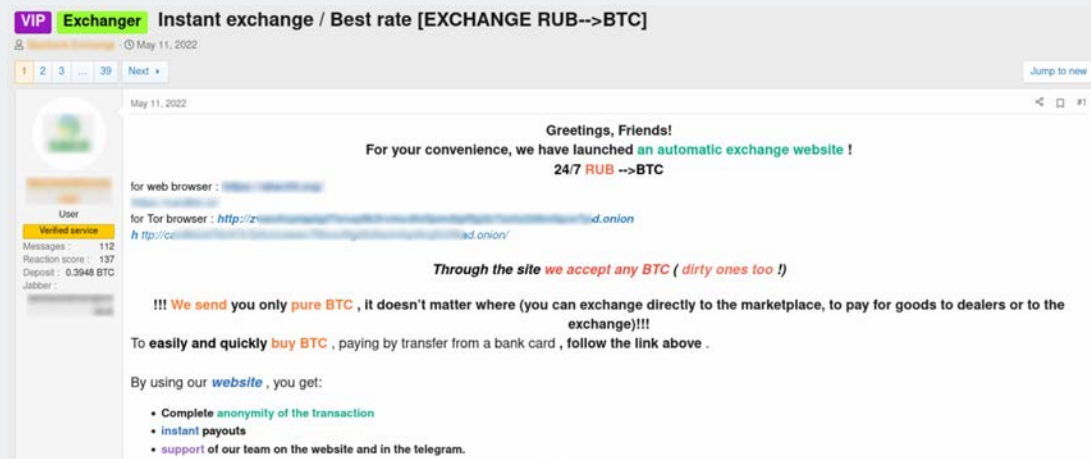 VIP Exchanger Instant exchange / Best rate [EXCHANGE RUB-->BTC]
May 11, 2022
1 2 3 ... 39 Next
Jump to new
May 11, 2022
#1
Greetings, Friends!
For your convenience, we have launched an automatic exchange website !
24/7 RUB -->BTC
for web browser :
for Tor browser : http://z d.onion
h ttp://ca ad.onion/
User
Verified service
Messages : 112
Reaction score : 137
Deposit : 0.3948 BTC
Jabber :
Through the site we accept any BTC ( dirty ones too !)
!!! We send you only pure BTC , it doesn't matter where (you can exchange directly to the marketplace, to pay for goods to dealers or to the
exchange)!!!
To easily and quickly buy BTC , paying by transfer from a bank card , follow the link above .
By using our website , you get:
• Complete anonymity of the transaction
• instant payouts
• support of our team on the website and in the telegram.